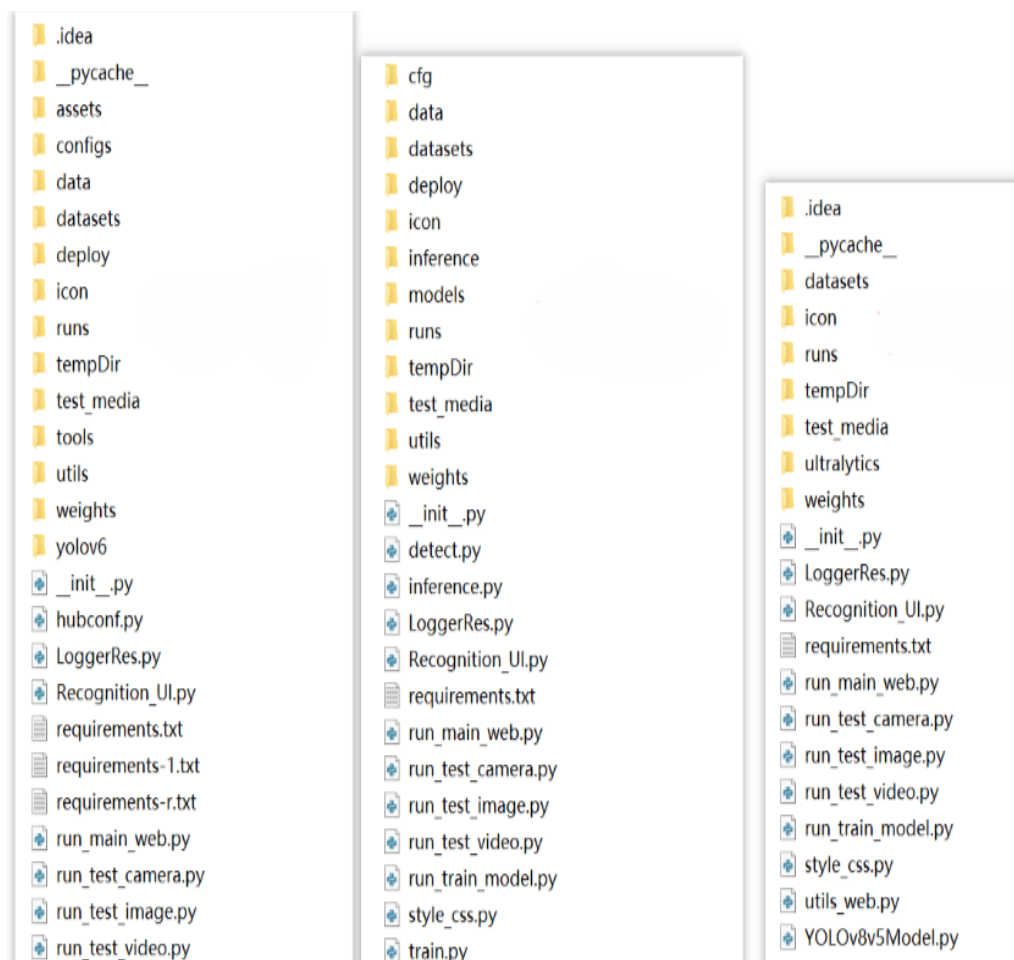 .idea
__pycache__
assets
configs
data
datasets
deploy
icon
runs
tempDir
test_media
tools
utils
weights
yolov6
__init__.py
hubconf.py
LoggerRes.py
Recognition_UI.py
requirements.txt
requirements-1.txt
requirements-r.txt
run_main_web.py
run_test_camera.py
run_test_image.py
run_test_video.py
cfg
data
datasets
deploy
icon
inference
models
runs
tempDir
test_media
utils
weights
__init__.py
detect.py
inference.py
LoggerRes.py
Recognition_UI.py
requirements.txt
run_main_web.py
run_test_camera.py
run_test_image.py
run_test_video.py
run_train_model.py
style_css.py
train.py
.idea
__pycache__
datasets
icon
runs
tempDir
test_media
ultralytics
weights
__init__.py
LoggerRes.py
Recognition_UI.py
requirements.txt
run_main_web.py
run_test_camera.py
run_test_image.py
run_test_video.py
run_train_model.py
style_css.py
utils_web.py
YOLOv8v5Model.py